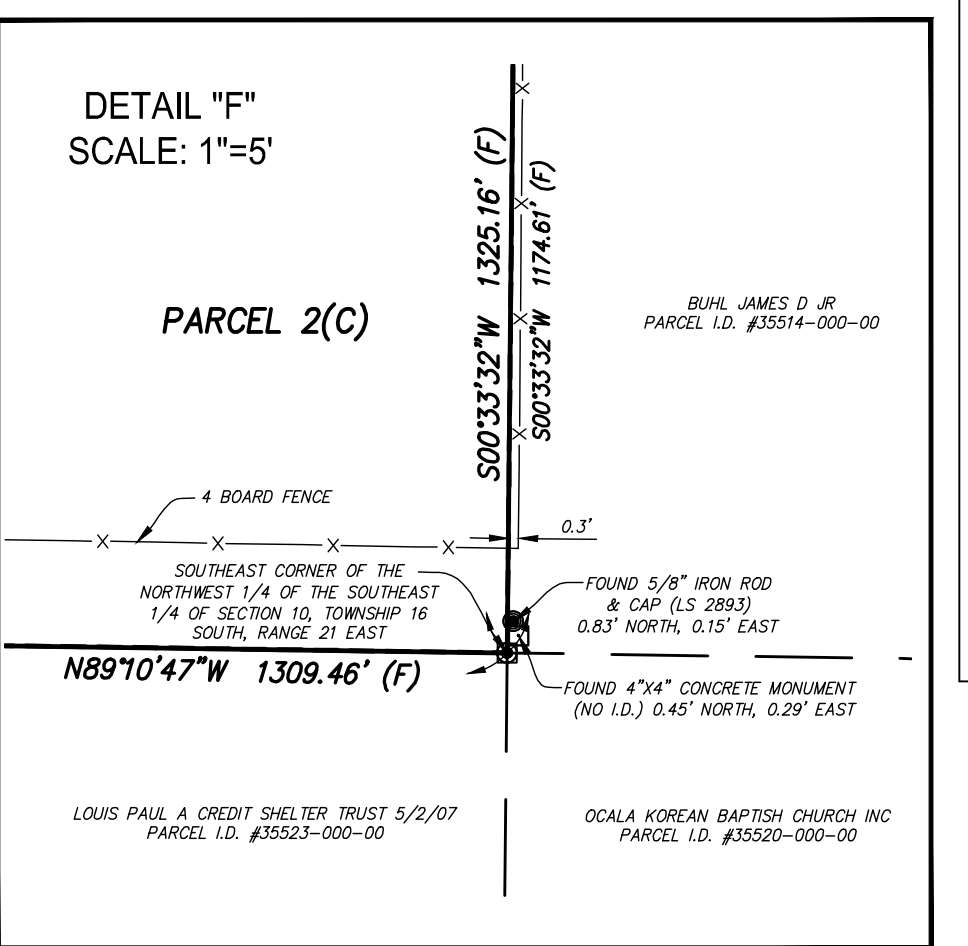 DETAIL "F"
SCALE: 1"=5'
S00°33'32"W 1325.16' (F)
S00°33'32"W 1174.61' (F)
PARCEL 2(C)
BUHL JAMES D JR
PARCEL I.D. #35514-000-00
4 BOARD FENCE
0.3'
SOUTHEAST CORNER OF THE
NORTHWEST 1/4 OF THE SOUTHEAST
1/4 OF SECTION 10, TOWNSHIP 16
SOUTH, RANGE 21 EAST
FOUND 5/8" IRON ROD
& CAP (LS 2893)
0.83' NORTH, 0.15' EAST
N89°10'47"W 1309.46' (F)
FOUND 4"X4" CONCRETE MONUMENT
(NO I.D.) 0.45' NORTH, 0.29' EAST
LOUIS PAUL A CREDIT SHELTER TRUST 5/2/07
PARCEL I.D. #35523-000-00
OCALA KOREAN BAPTISH CHURCH INC
PARCEL I.D. #35520-000-00